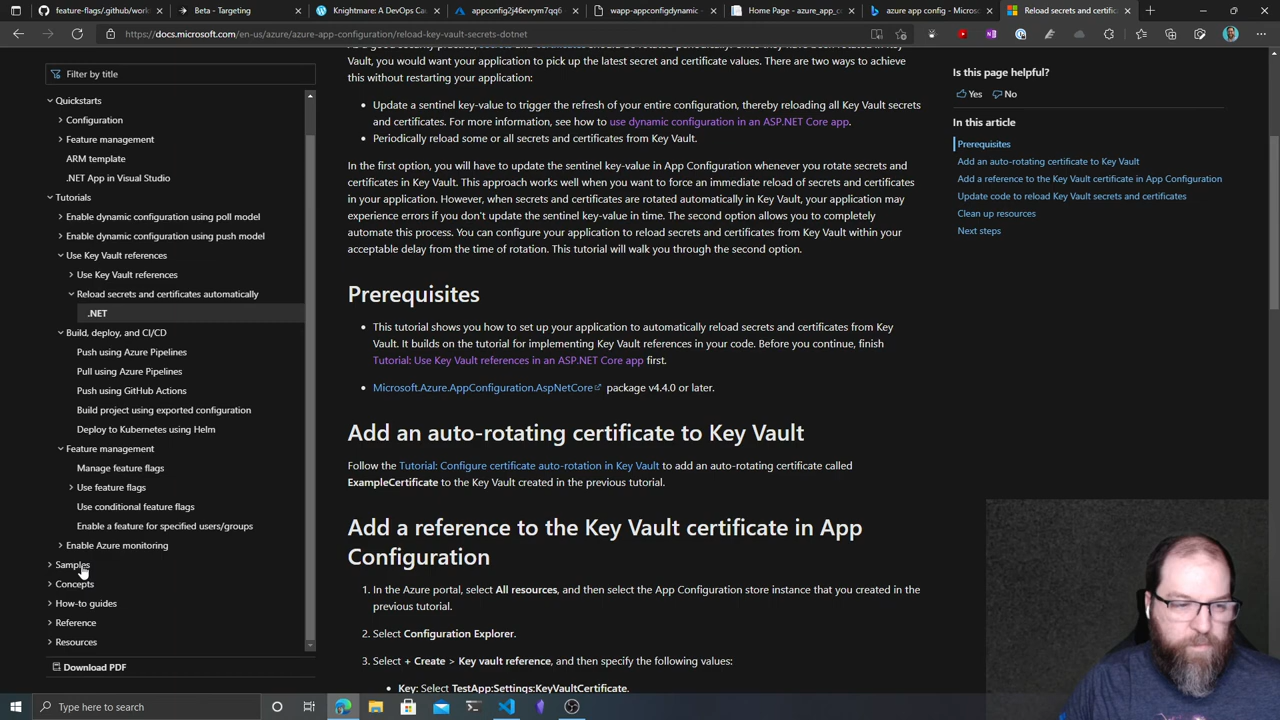 feature-flags/.github/work
Beta - Targeting
Knightmare: A DevOps Ca
appconfig2j46evrym7qq6
wapp-appconfigdynamic -
Home Page - azure_app_co
azure app config - Microso
Reload secrets and certific
https://docs.microsoft.com/en-us/azure/azure-app-configuration/reload-key-vault-secrets-dotnet
Filter by title
Quickstarts
Configuration
Feature management
ARM template
.NET App in Visual Studio
Tutorials
Enable dynamic configuration using poll model
Enable dynamic configuration using push model
Use Key Vault references
Use Key Vault references
Reload secrets and certificates automatically
.NET
Build, deploy, and CI/CD
Push using Azure Pipelines
Pull using Azure Pipelines
Push using GitHub Actions
Build project using exported configuration
Deploy to Kubernetes using Helm
Feature management
Manage feature flags
Use feature flags
Use conditional feature flags
Enable a feature for specified users/groups
Enable Azure monitoring
Samples
Concepts
How-to guides
Reference
Resources
Download PDF
Vault, you would want your application to pick up the latest secret and certificate values. There are two ways to achieve
this without restarting your application:
• Update a sentinel key-value to trigger the refresh of your entire configuration, thereby reloading all Key Vault secrets
and certificates. For more information, see how to use dynamic configuration in an ASP.NET Core app.
• Periodically reload some or all secrets and certificates from Key Vault.
In the first option, you will have to update the sentinel key-value in App Configuration whenever you rotate secrets and
certificates in Key Vault. This approach works well when you want to force an immediate reload of secrets and certificates
in your application. However, when secrets and certificates are rotated automatically in Key Vault, your application may
experience errors if you don't update the sentinel key-value in time. The second option allows you to completely
automate this process. You can configure your application to reload secrets and certificates from Key Vault within your
acceptable delay from the time of rotation. This tutorial will walk you through the second option.
Prerequisites
• This tutorial shows you how to set up your application to automatically reload secrets and certificates from Key
Vault. It builds on the tutorial for implementing Key Vault references in your code. Before you continue, finish
Tutorial: Use Key Vault references in an ASP.NET Core app first.
• Microsoft.Azure.AppConfiguration.AspNetCore package v4.4.0 or later.
Add an auto-rotating certificate to Key Vault
Follow the Tutorial: Configure certificate auto-rotation in Key Vault to add an auto-rotating certificate called
ExampleCertificate to the Key Vault created in the previous tutorial.
Add a reference to the Key Vault certificate in App
Configuration
1. In the Azure portal, select All resources, and then select the App Configuration store instance that you created in the
previous tutorial.
2. Select Configuration Explorer.
3. Select + Create > Key vault reference, and then specify the following values:
• Key: Select TestApp:Settings:KeyVaultCertificate.
Is this page helpful?
Yes No
In this article
Prerequisites
Add an auto-rotating certificate to Key Vault
Add a reference to the Key Vault certificate in App Configuration
Update code to reload Key Vault secrets and certificates
Clean up resources
Next steps
Type here to search